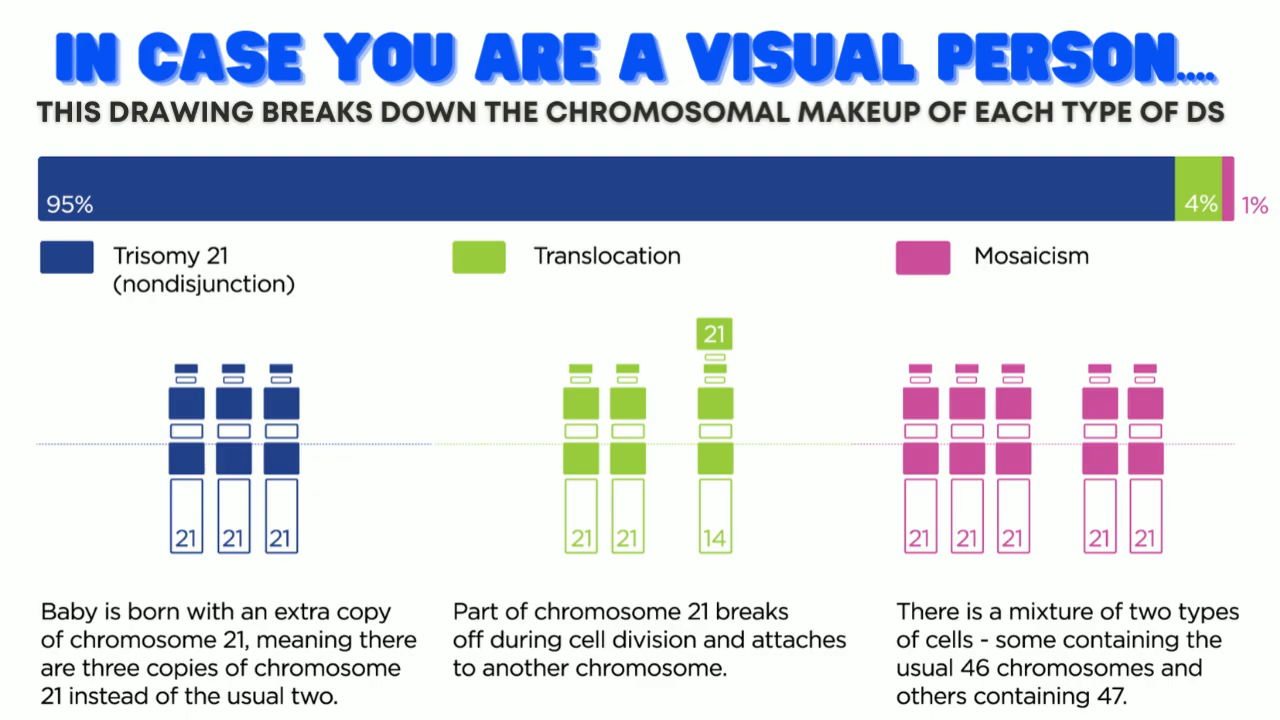 IN CASE YOU ARE A VISUAL PERSON....
THIS DRAWING BREAKS DOWN THE CHROMOSOMAL MAKEUP OF EACH TYPE OF DS
95%
4%
1%
Trisomy 21
(nondisjunction)
Translocation
Mosaicism
21
21 21 21
21 21 14
21 21 21 21 21
Baby is born with an extra copy
of chromosome 21, meaning there
are three copies of chromosome
21 instead of the usual two.
Part of chromosome 21 breaks
off during cell division and attaches
to another chromosome.
There is a mixture of two types
of cells - some containing the
usual 46 chromosomes and
others containing 47.